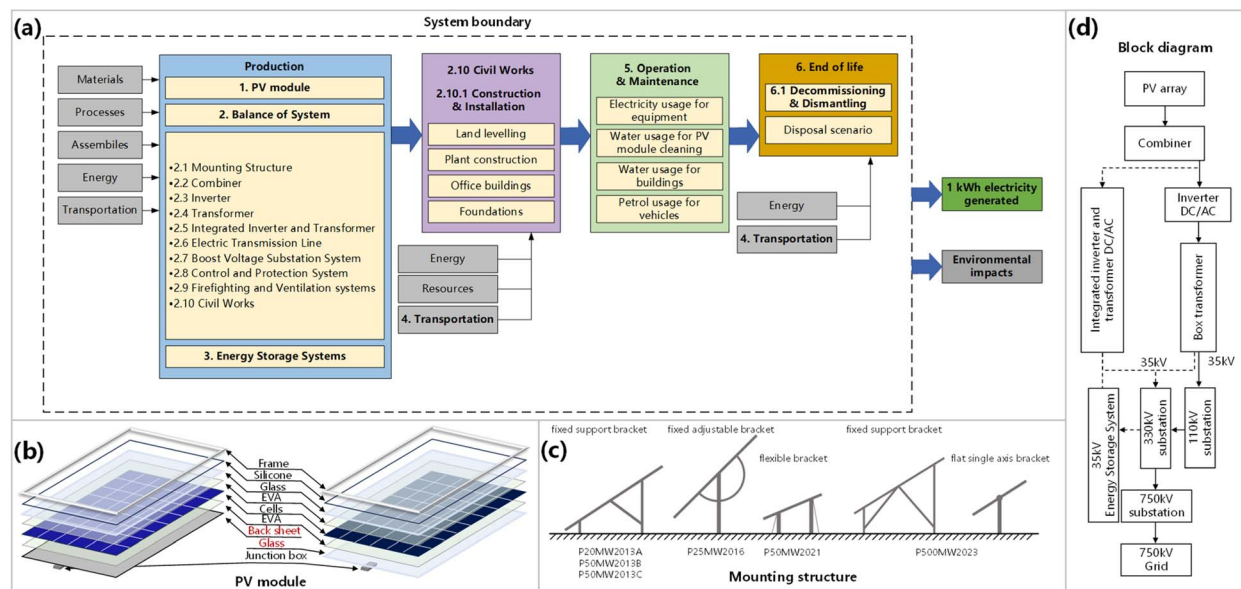 (a)
System boundary
Materials
Processes
Assembiles
Energy
Transportation
Production
1. PV module
2. Balance of System
•2.1 Mounting Structure
•2.2 Combiner
•2.3 Inverter
•2.4 Transformer
•2.5 Integrated Inverter and Transformer
•2.6 Electric Transmission Line
•2.7 Boost Voltage Substation System
•2.8 Control and Protection System
•2.9 Firefighting and Ventilation systems
•2.10 Civil Works
3. Energy Storage Systems
2.10 Civil Works
2.10.1 Construction
& Installation
Land levelling
Plant construction
Office buildings
Foundations
Energy
Resources
4. Transportation
5. Operation
& Maintenance
Electricity usage for
equipment
Water usage for PV
module cleaning
Water usage for
buildings
Petrol usage for
vehicles
6. End of life
6.1 Decommissioning
& Dismantling
Disposal scenario
Energy
4. Transportation
1 kWh electricity
generated
Environmental
impacts
(b)
Frame
Silicone
Glass
EVA
Cells
EVA
Back sheet
Glass
Junction box
PV module
(c)
fixed support bracket
fixed adjustable bracket
fixed support bracket
flexible bracket
flat single axis bracket
P20MW2013A
P50MW2013B
P50MW2013C
P25MW2016
P50MW2021
P500MW2023
Mounting structure
(d)
Block diagram
PV array
Combiner
Integrated inverter and
transformer DC/AC
Inverter
DC/AC
Box transformer
35kV
35kV
35kV
Energy Storage System
330kV
substation
110kV
substation
750kV
substation
750kV
Grid